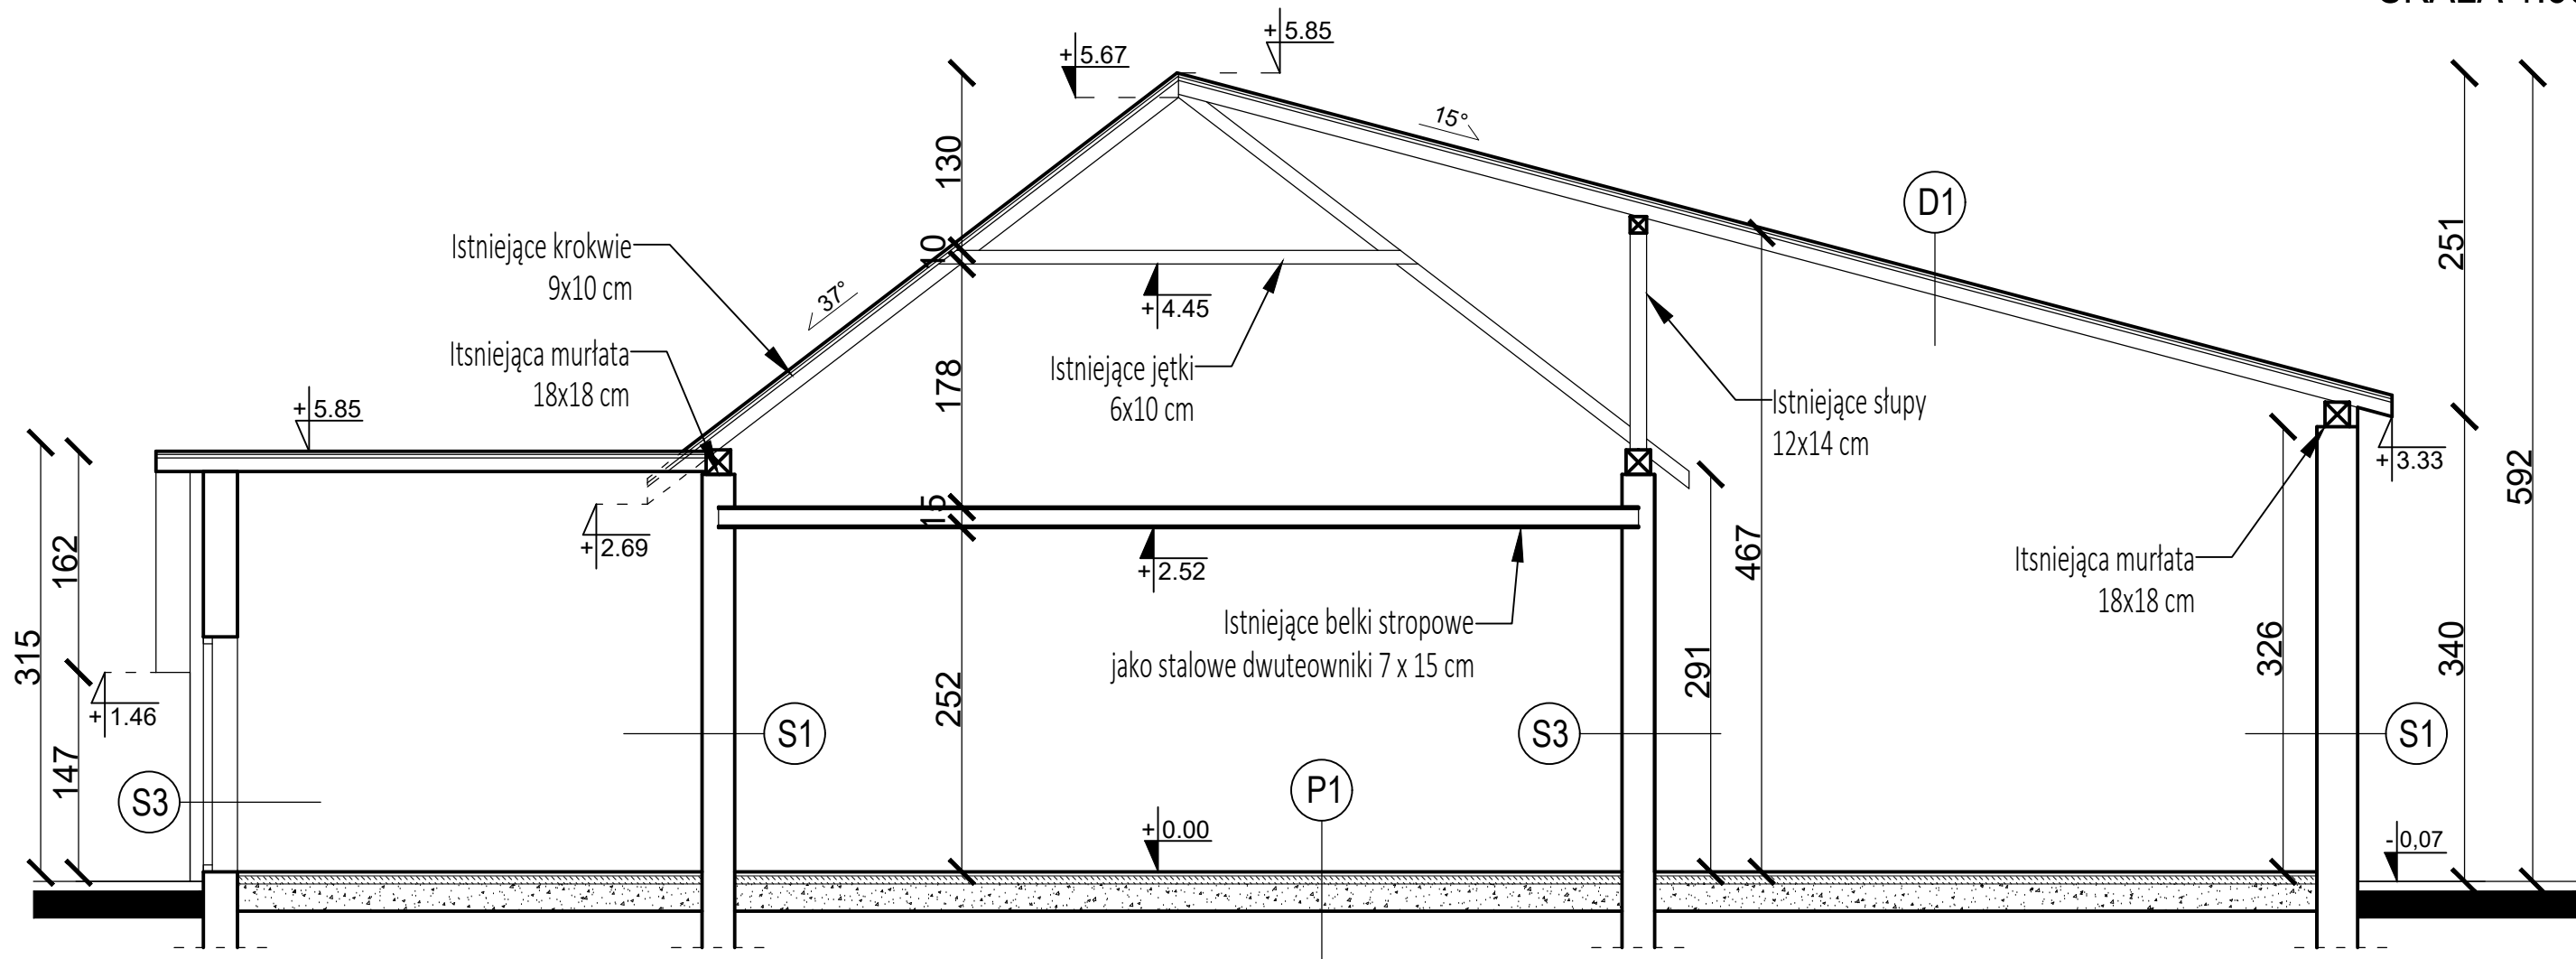 +5.85
+5.67
15°
130
D1
10
251
Istniejące krokwie
9x10 cm
37°
+4.45
592
Itsniejąca murłata
18x18 cm
178
Istniejące jętki
6x10 cm
Istniejące słupy
12x14 cm
+5.85
+3.33
15
162
+2.69
+2.52
467
Itsniejąca murłata
18x18 cm
Istniejące belki stropowe
jako stalowe dwuteowniki 7 x 15 cm
315
291
326
340
252
+1.46
S1
S3
S1
147
S3
P1
+0.00
-0,07